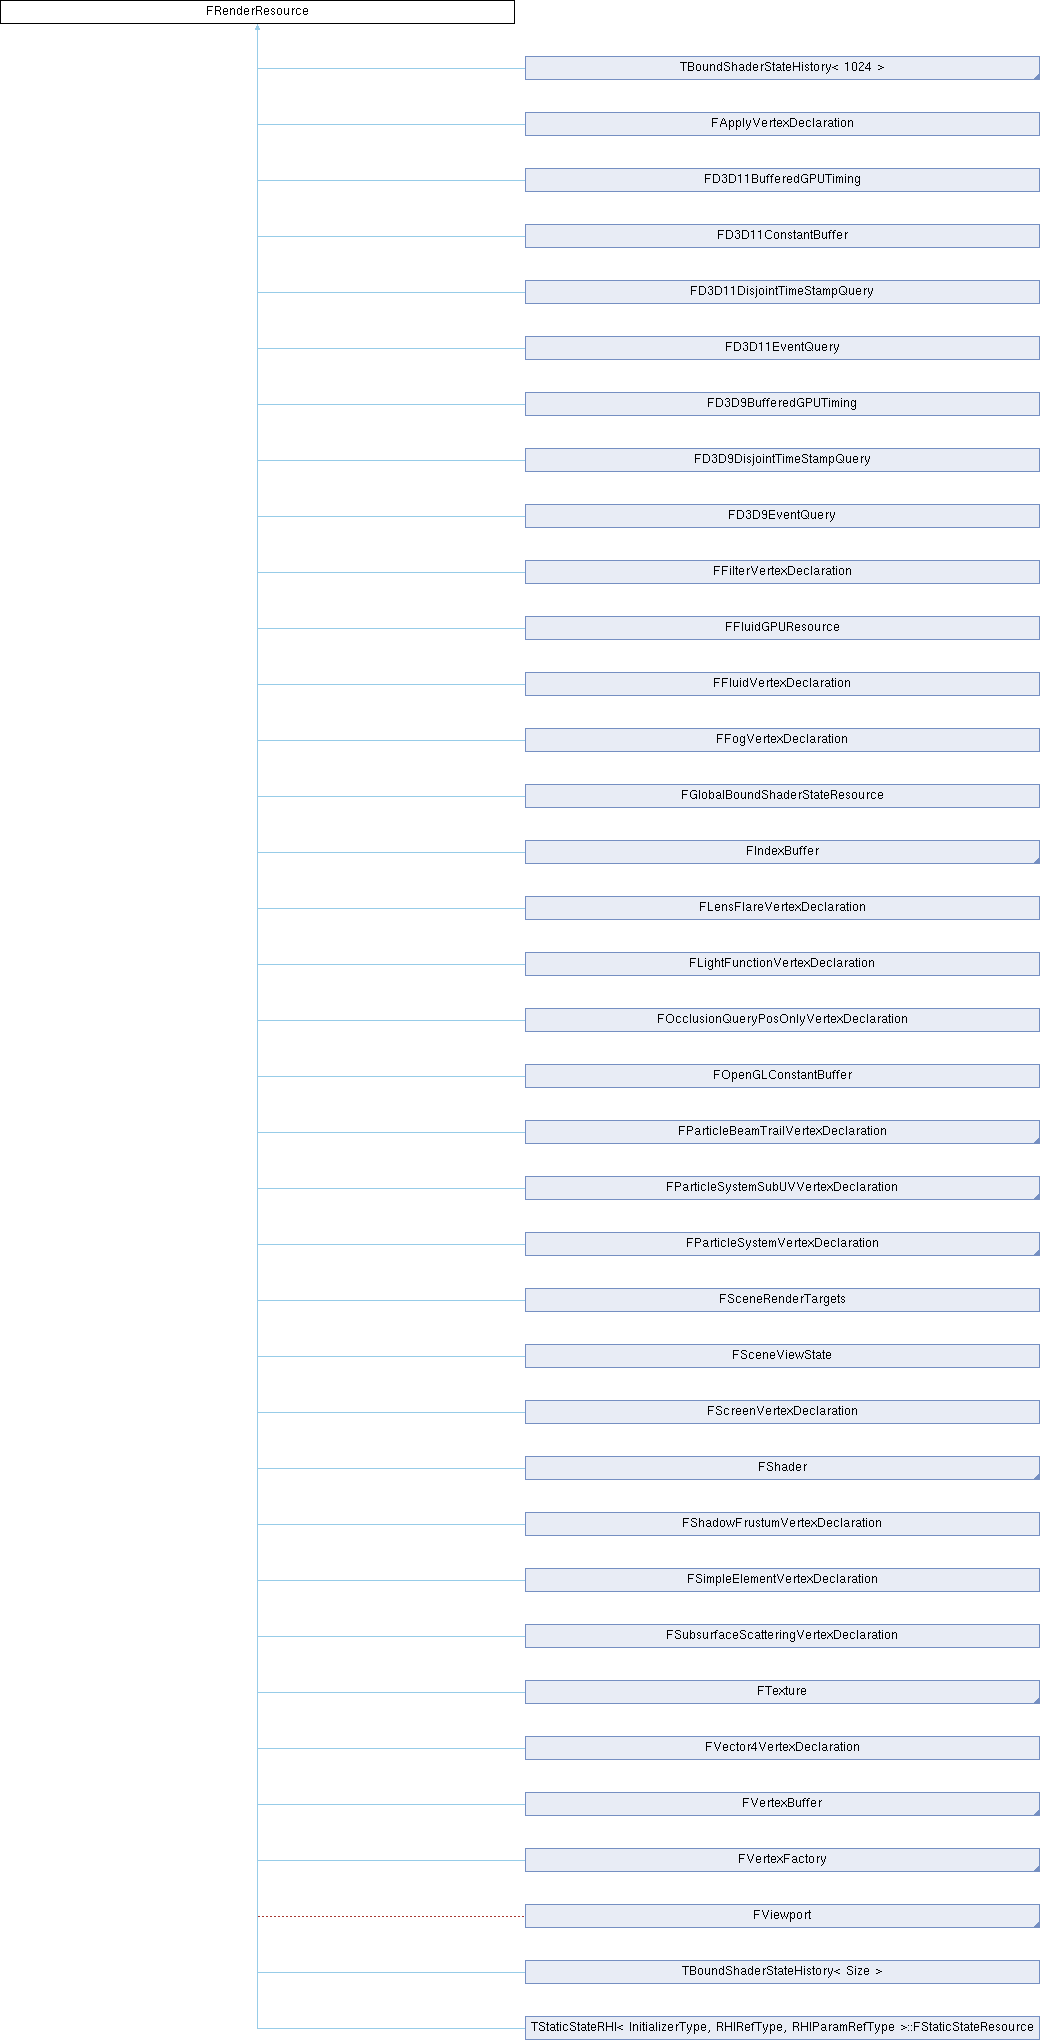 FRenderResource
TBoundShaderStateHistory< 1024 >
FApplyVertexDeclaration
FD3D11BufferedGPUTiming
FD3D11ConstantBuffer
FD3D11DisjointTimeStampQuery
FD3D11EventQuery
FD3D9BufferedGPUTiming
FD3D9DisjointTimeStampQuery
FD3D9EventQuery
FFilterVertexDeclaration
FFluidGPUResource
FFluidVertexDeclaration
FFogVertexDeclaration
FGlobalBoundShaderStateResource
FIndexBuffer
FLensFlareVertexDeclaration
FLightFunctionVertexDeclaration
FOcclusionQueryPosOnlyVertexDeclaration
FOpenGLConstantBuffer
FParticleBeamTrailVertexDeclaration
FParticleSystemSubUVVertexDeclaration
FParticleSystemVertexDeclaration
FSceneRenderTargets
FSceneViewState
FScreenVertexDeclaration
FShader
FShadowFrustumVertexDeclaration
FSimpleElementVertexDeclaration
FSubsurfaceScatteringVertexDeclaration
FTexture
FVector4VertexDeclaration
FVertexBuffer
FVertexFactory
FViewport
TBoundShaderStateHistory< Size >
TStaticStateRHI< InitializerType, RHIRefType, RHIParamRefType >::FStaticStateResource